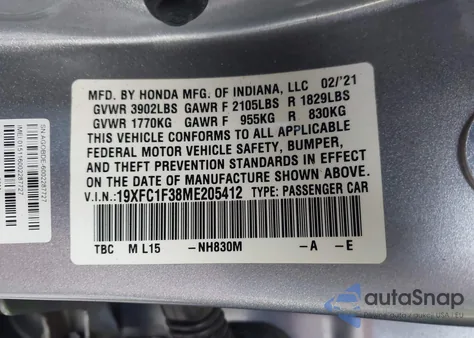 MFD. BY HONDA MFG. OF INDIANA, LLC 02/'21
GVWR 3902LBS GAWR F 2105LBS R 1829LBS
GVWR 1770KG GAWR F 955KG R 830KG
THIS VEHICLE CONFORMS TO ALL APPLICABLE
FEDERAL MOTOR VEHICLE SAFETY, BUMPER,
AND THEFT PREVENTION STANDARDS IN EFFECT
ON THE DATE OF MANUFACTURE SHOWN ABOVE.
V.I.N.: 19XFC1F38ME205412 TYPE: PASSENGER CAR
TBC M L15 -NH830M -A -E
autoSnap